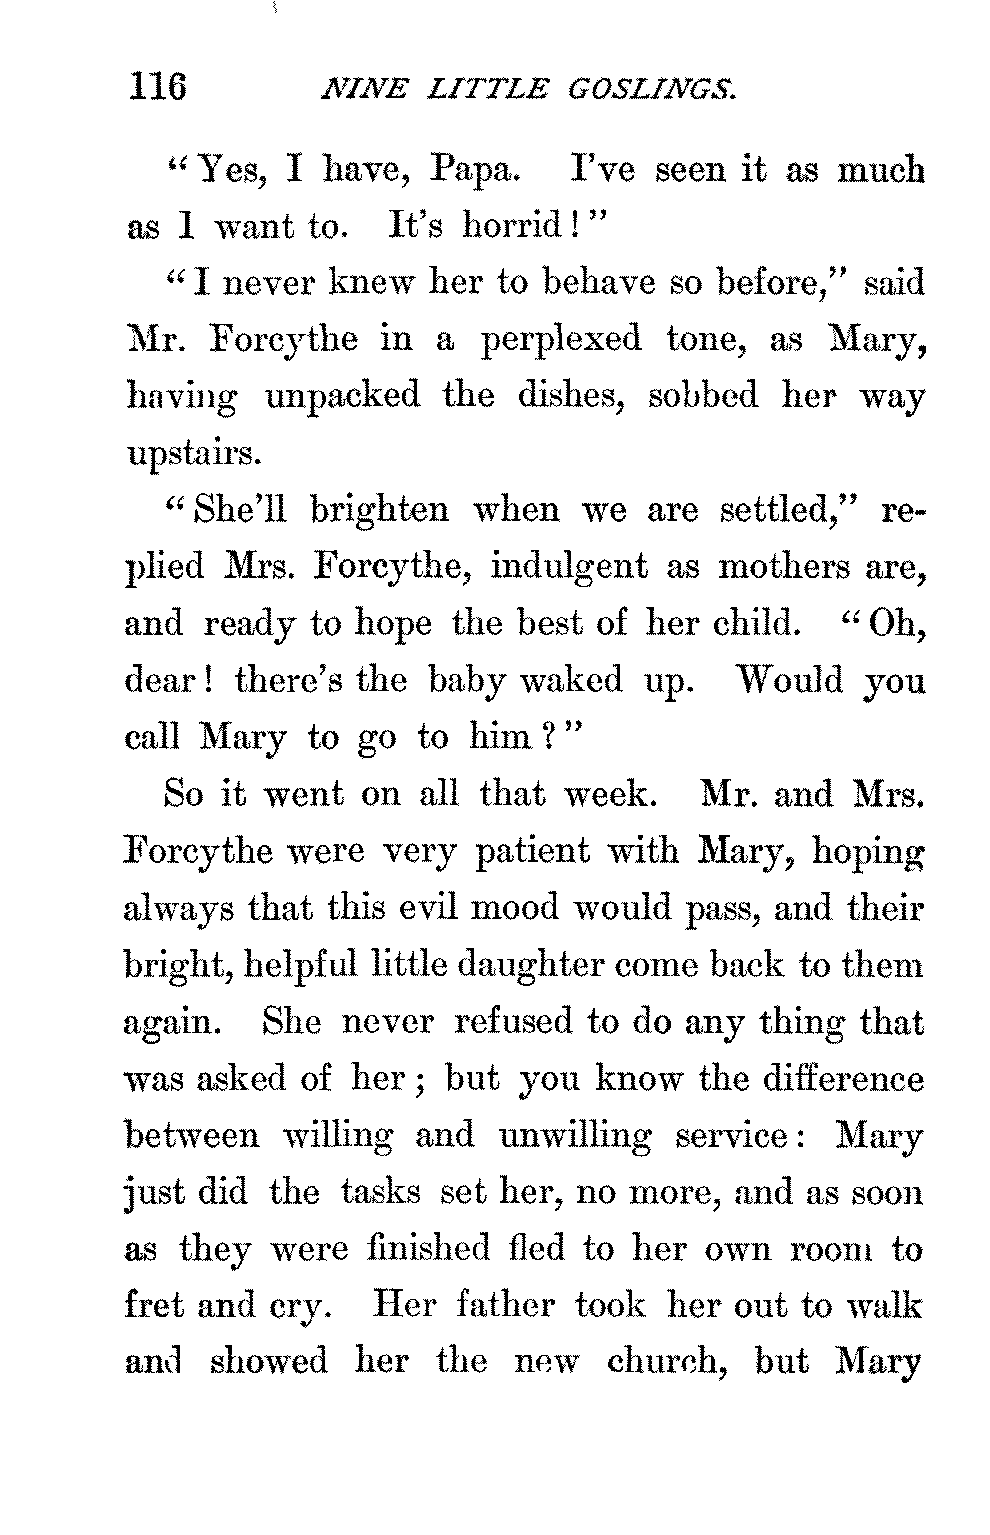 116 NINE LITTLE GOSLINGS.
"Yes, I have, Papa. I've seen it as much
as I want to. It's horrid!"
"I never knew her to behave so before," said
Mr. Forcythe in a perplexed tone, as Mary,
having unpacked the dishes, sobbed her way
upstairs.
"She'll brighten when we are settled," re-
plied Mrs. Forcythe, indulgent as mothers are,
and ready to hope the best of her child. "Oh,
dear! there's the baby waked up. Would you
call Mary to go to him?"
So it went on all that week. Mr. and Mrs.
Forcythe were very patient with Mary, hoping
always that this evil mood would pass, and their
bright, helpful little daughter come back to them
again. She never refused to do any thing that
was asked of her; but you know the difference
between willing and unwilling service: Mary
just did the tasks set her, no more, and as soon
as they were finished fled to her own room to
fret and cry. Her father took her out to walk
and showed her the new church, but Mary